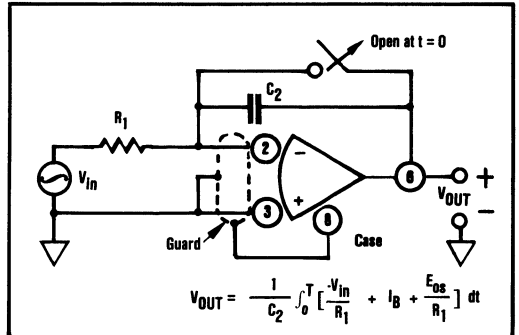 Open at t = 0
C2
R1
2
−
Vin
6
+
VOUT
−
+
3
8
Guard
Case
VOUT = 1/C2 ∫₀ᵀ [-Vin/R1 + IB + Eos/R1] dt